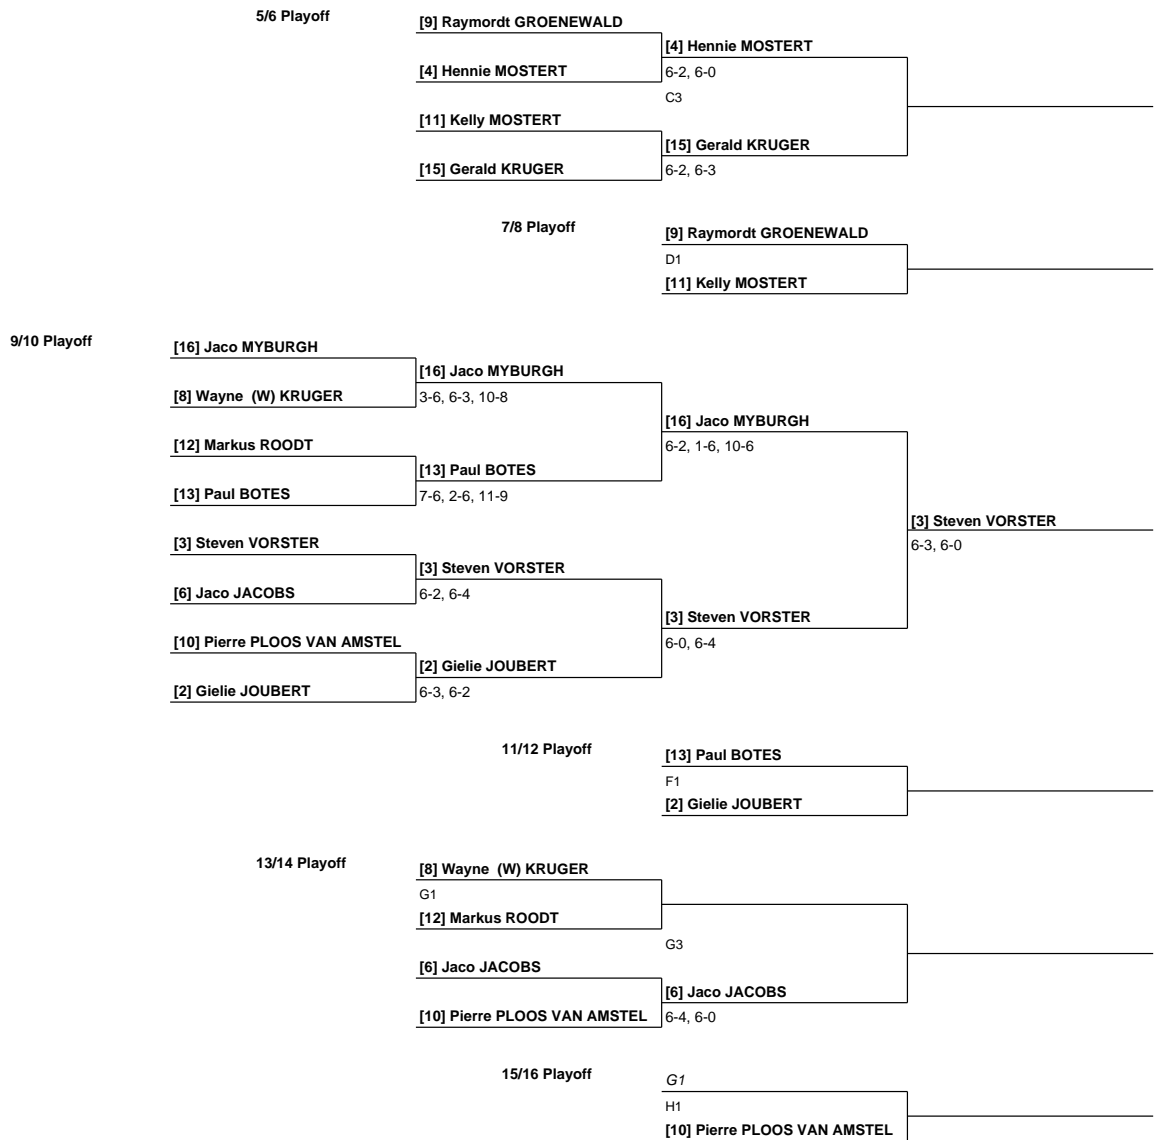 5/6 Playoff
[9] Raymordt GROENEWALD
[4] Hennie MOSTERT
[4] Hennie MOSTERT
6-2, 6-0
C3
[11] Kelly MOSTERT
[15] Gerald KRUGER
[15] Gerald KRUGER
6-2, 6-3
7/8 Playoff
[9] Raymordt GROENEWALD
D1
[11] Kelly MOSTERT
9/10 Playoff
[16] Jaco MYBURGH
[16] Jaco MYBURGH
[8] Wayne  (W) KRUGER
3-6, 6-3, 10-8
[16] Jaco MYBURGH
[12] Markus ROODT
6-2, 1-6, 10-6
[13] Paul BOTES
[13] Paul BOTES
7-6, 2-6, 11-9
[3] Steven VORSTER
[3] Steven VORSTER
6-3, 6-0
[3] Steven VORSTER
[6] Jaco JACOBS
6-2, 6-4
[3] Steven VORSTER
[10] Pierre PLOOS VAN AMSTEL
6-0, 6-4
[2] Gielie JOUBERT
[2] Gielie JOUBERT
6-3, 6-2
11/12 Playoff
[13] Paul BOTES
F1
[2] Gielie JOUBERT
13/14 Playoff
[8] Wayne  (W) KRUGER
G1
[12] Markus ROODT
G3
[6] Jaco JACOBS
[6] Jaco JACOBS
[10] Pierre PLOOS VAN AMSTEL
6-4, 6-0
15/16 Playoff
G1
H1
[10] Pierre PLOOS VAN AMSTEL